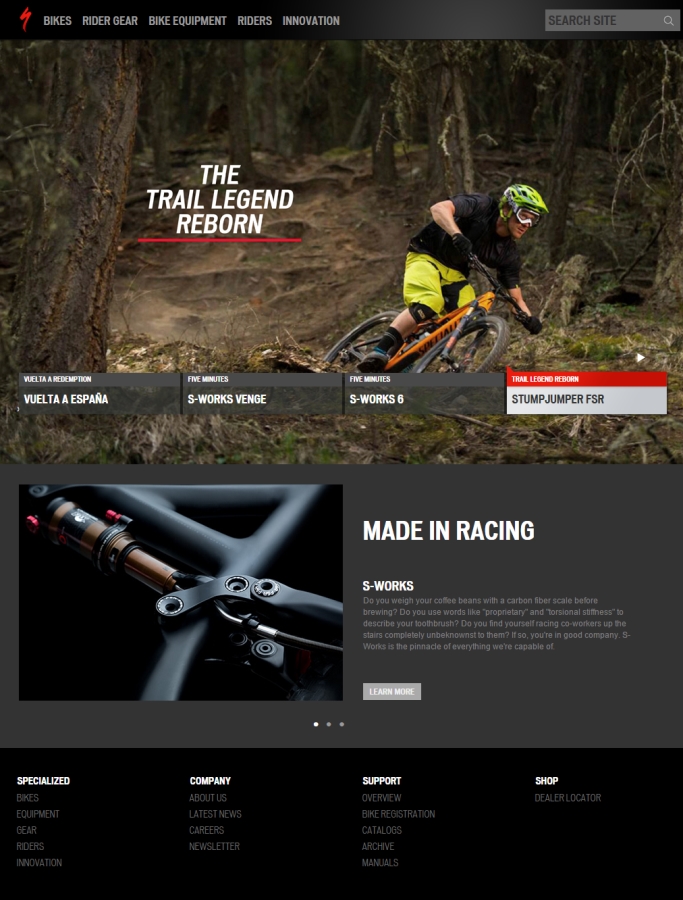 BIKES RIDER GEAR BIKE EQUIPMENT RIDERS INNOVATION SEARCH SITE
THE
TRAIL LEGEND
REBORN
VUELTA A REDEMPTION
VUELTA A ESPAÑA
FIVE MINUTES
S-WORKS VENGE
FIVE MINUTES
S-WORKS 6
TRAIL LEGEND REBORN
STUMPJUMPER FSR
MADE IN RACING
S-WORKS
Do you weigh your coffee beans with a carbon fiber scale before
brewing? Do you use words like "proprietary" and "torsional stiffness" to
describe your toothbrush? Do you find yourself racing co-workers up the
stairs completely unbeknownst to them? If so, you're in good company. S-
Works is the pinnacle of everything we're capable of.
LEARN MORE
SPECIALIZED
BIKES
EQUIPMENT
GEAR
RIDERS
INNOVATION
COMPANY
ABOUT US
LATEST NEWS
CAREERS
NEWSLETTER
SUPPORT
OVERVIEW
BIKE REGISTRATION
CATALOGS
ARCHIVE
MANUALS
SHOP
DEALER LOCATOR